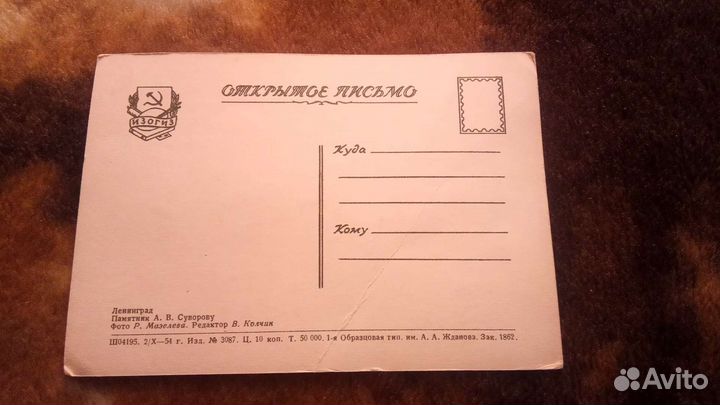 ИЗОГИЗ
ОТКРЫТОЕ ПИСЬМО
Куда
Кому
Ленинград
Памятник А. В. Суворову
Фото Р. Мазелева. Редактор В. Колчин
Ш04195. 2/X—54 г. Изд. № 3087. Ц. 10 коп. Т. 50 000. 1-я Образцовая тип. им. А. А. Жданова. Зак. 1862.
Avito